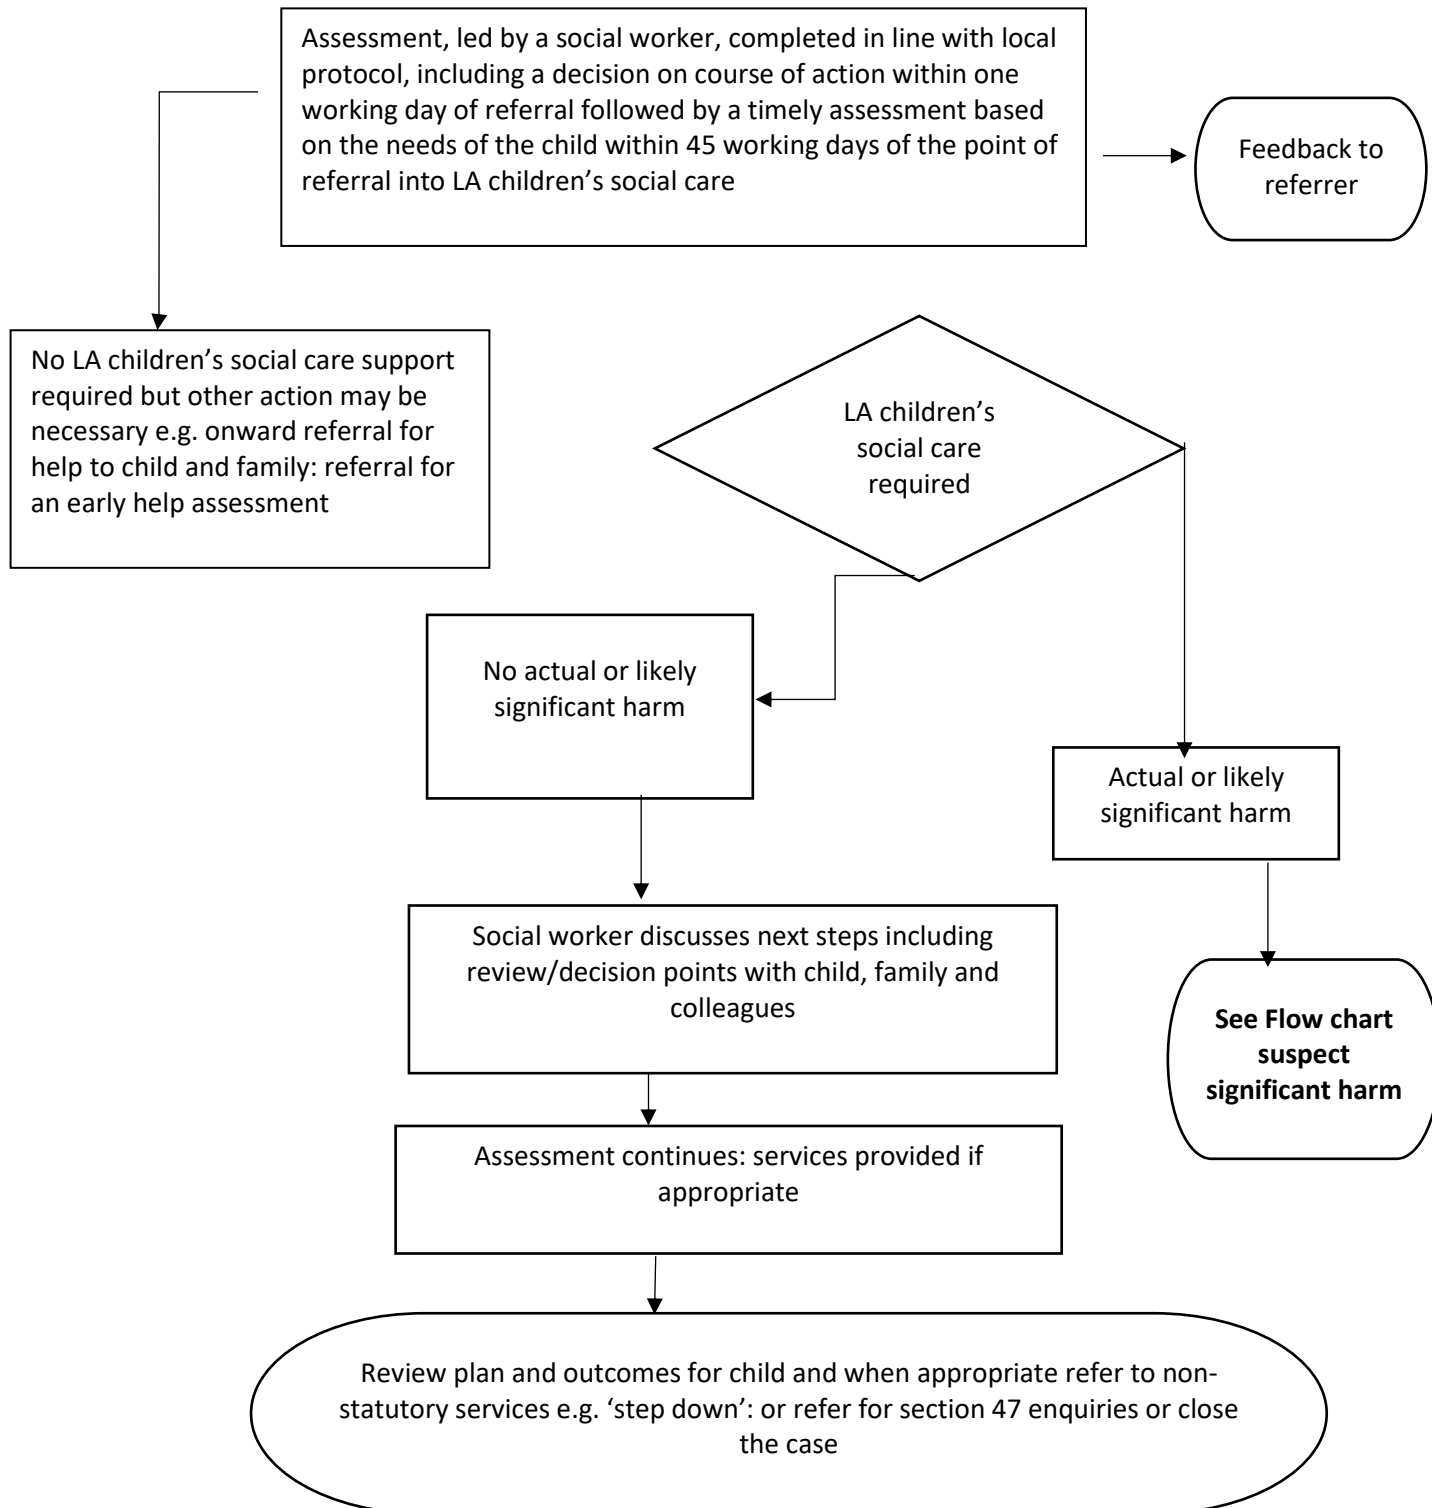 Assessment, led by a social worker, completed in line with local
protocol, including a decision on course of action within one
working day of referral followed by a timely assessment based
on the needs of the child within 45 working days of the point of
referral into LA children’s social care
Feedback to
referrer
No LA children’s social care support
required but other action may be
necessary e.g. onward referral for
help to child and family: referral for
an early help assessment
LA children’s
social care
required
No actual or likely
significant harm
Actual or likely
significant harm
Social worker discusses next steps including
review/decision points with child, family and
colleagues
See Flow chart
suspect
significant harm
Assessment continues: services provided if
appropriate
Review plan and outcomes for child and when appropriate refer to non-
statutory services e.g. ‘step down’: or refer for section 47 enquiries or close
the case